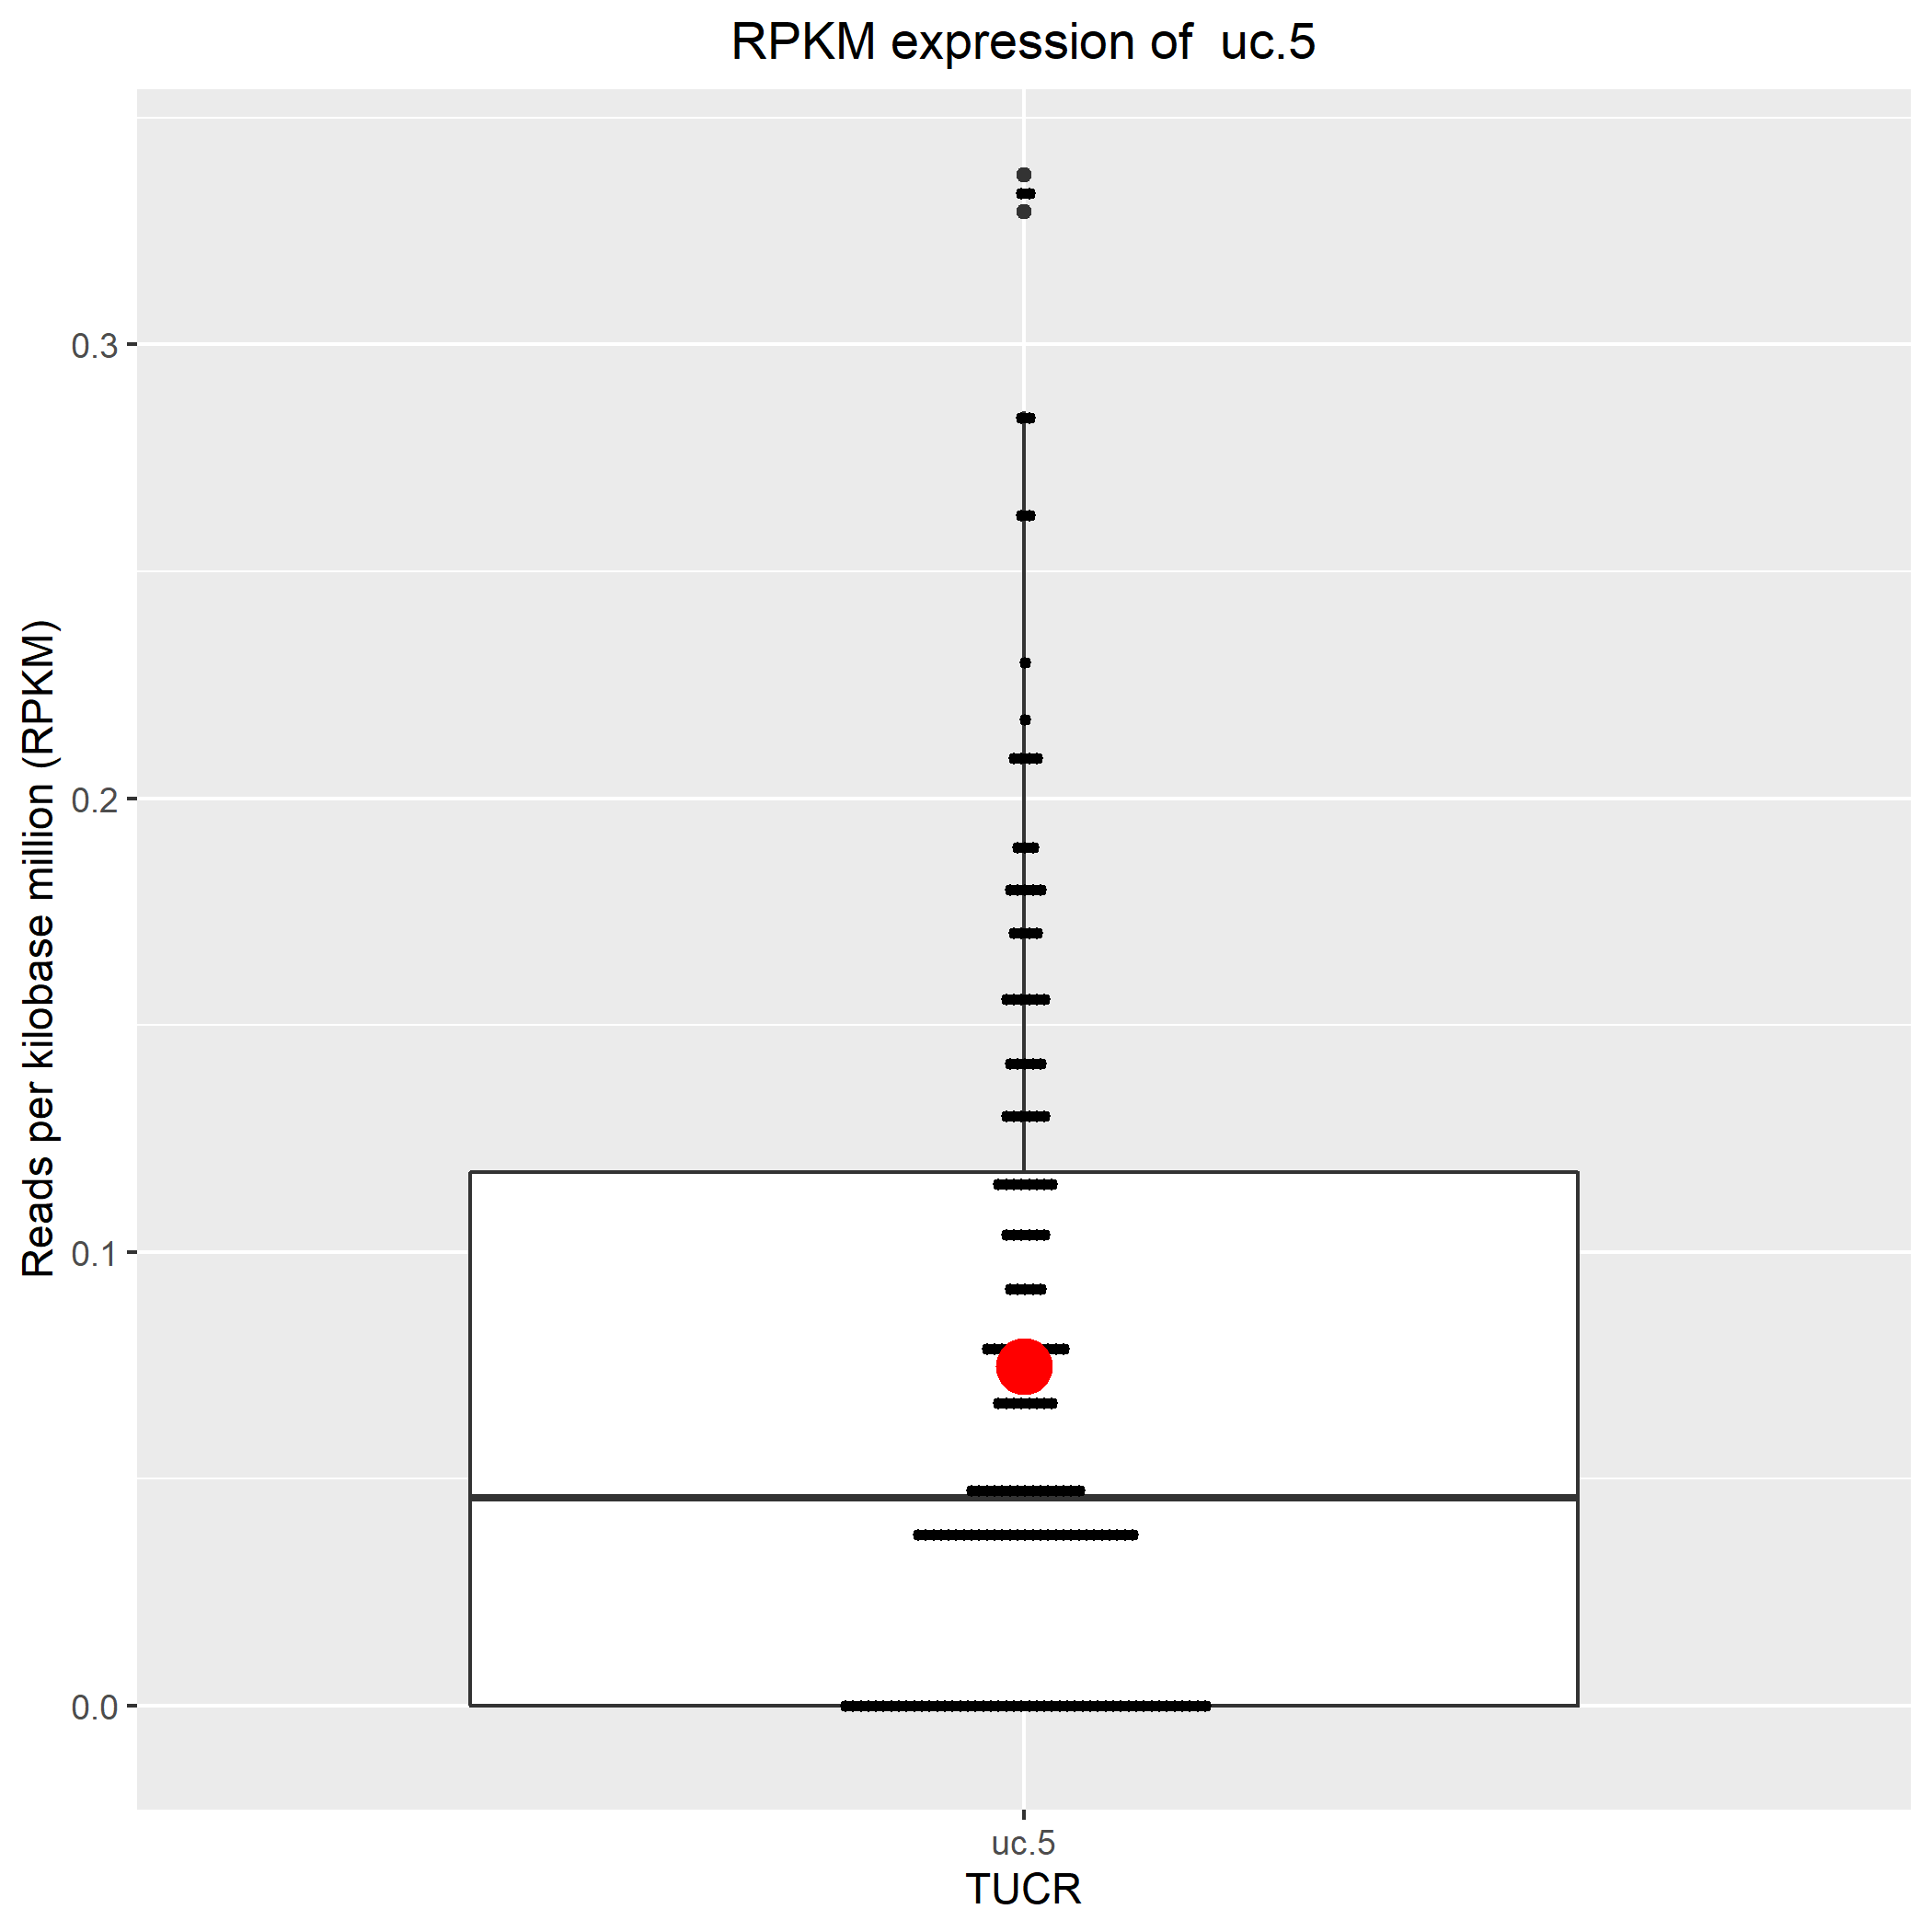 RPKM expression of  uc.5
Reads per kilobase million (RPKM)
0.3
0.2
0.1
0.0
uc.5
TUCR